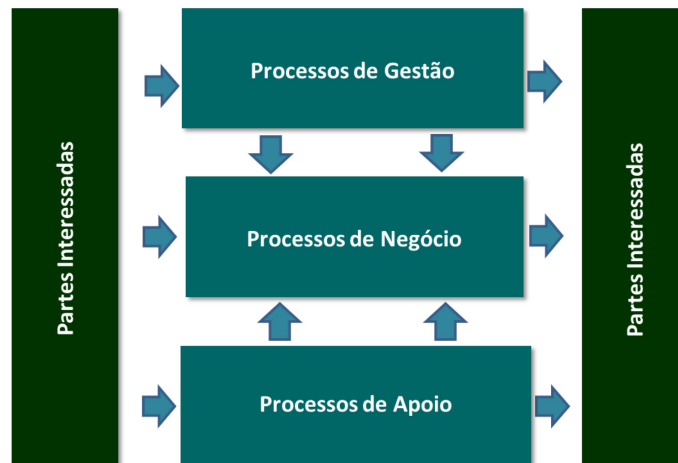 Partes Interessadas
Processos de Gestão
Processos de Negócio
Processos de Apoio
Partes Interessadas